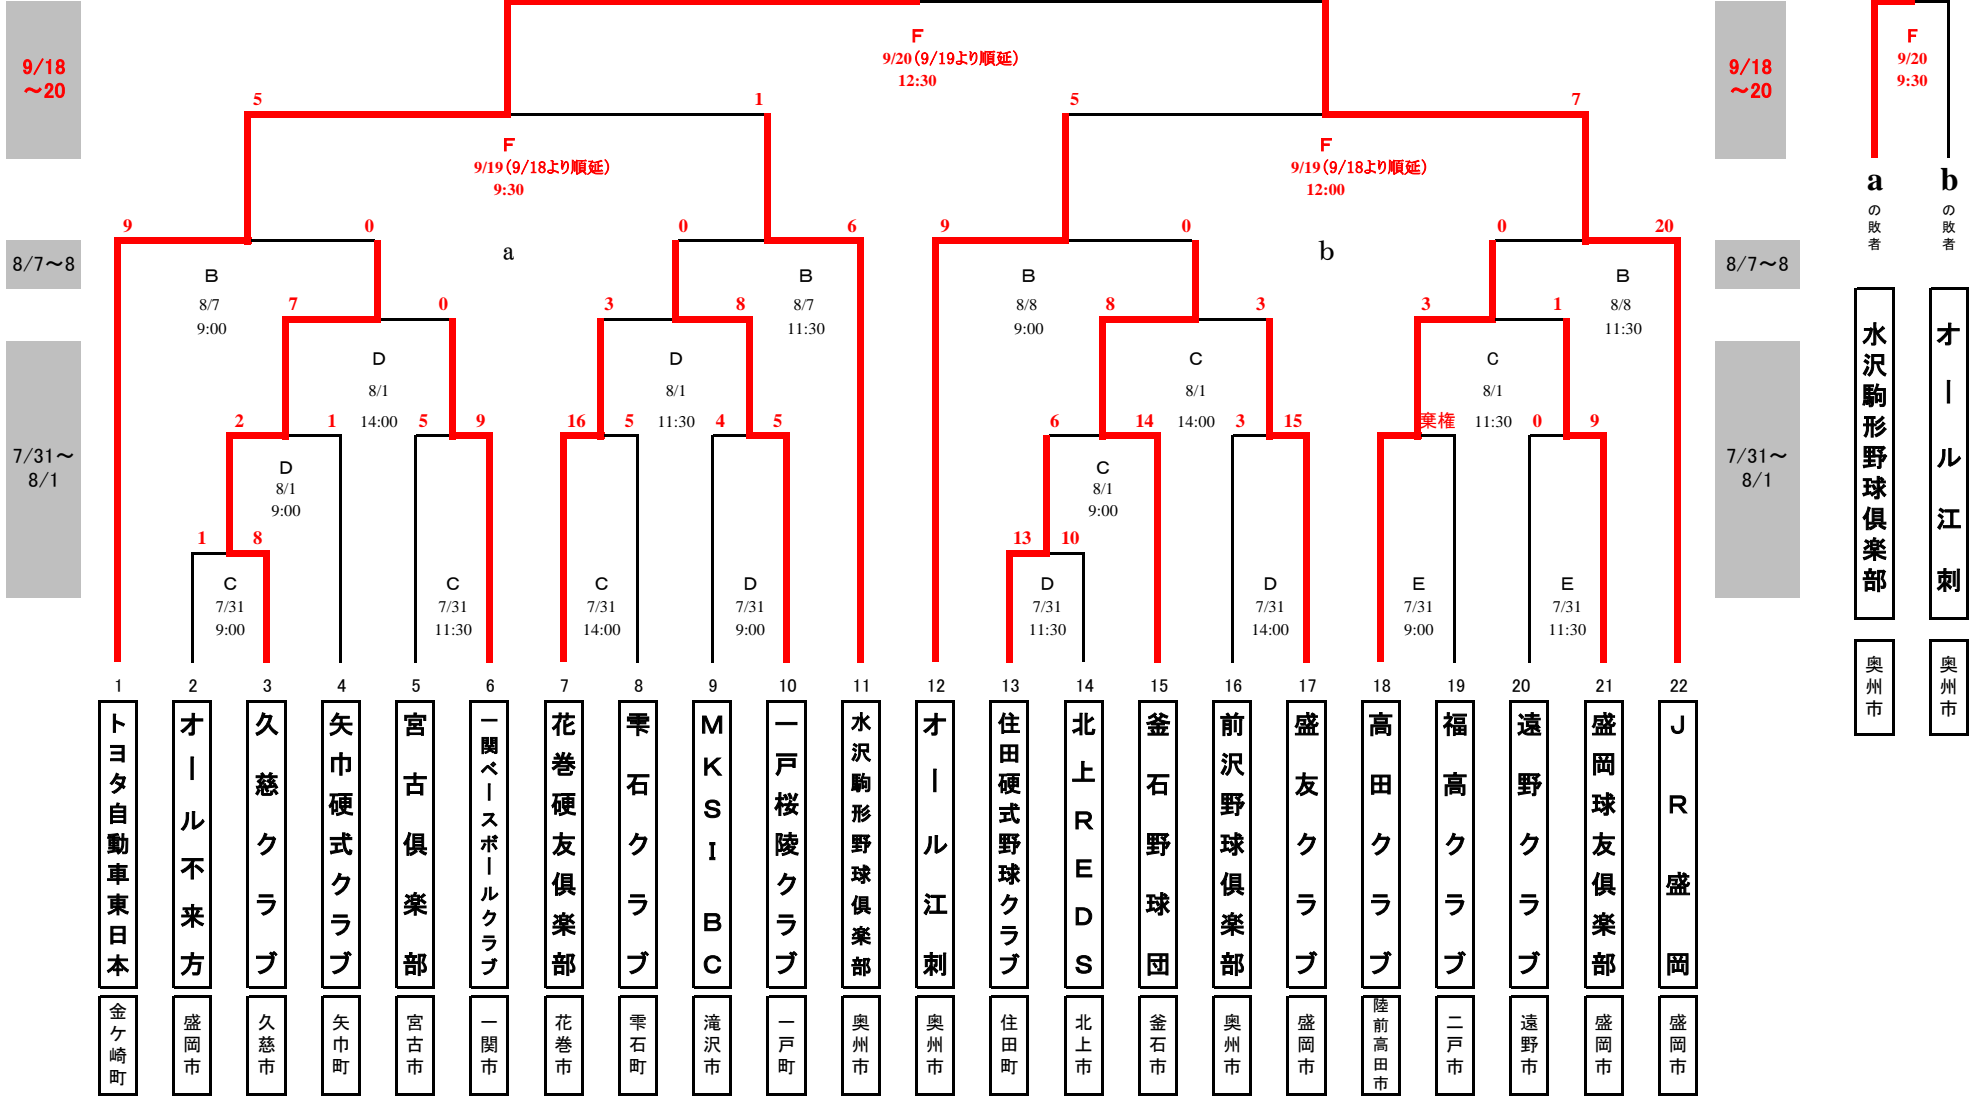 9/18
～20
F
9/20(9/19より順延)
12:30
9/18
～20
F
9/20
9:30
5
1
5
7
F
9/19(9/18より順延)
9:30
F
9/19(9/18より順延)
12:00
aの敗者
bの敗者
9
0
0
6
9
0
0
20
a
b
8/7～8
8/7～8
B
8/7
9:00
B
8/7
11:30
B
8/8
9:00
B
8/8
11:30
7
0
3
8
8
3
3
1
D
8/1
14:00
D
8/1
11:30
C
8/1
14:00
C
8/1
11:30
7/31～
8/1
7/31～
8/1
2
1
5
9
16
5
4
5
6
14
3
15
棄権
0
9
D
8/1
9:00
C
8/1
9:00
1
8
13
10
C
7/31
9:00
C
7/31
11:30
C
7/31
14:00
D
7/31
9:00
D
7/31
11:30
D
7/31
14:00
E
7/31
9:00
E
7/31
11:30
水沢駒形野球倶楽部
奥州市
オール江刺
奥州市
1
トヨタ自動車東日本
金ケ崎町
2
オール不来方
盛岡市
3
久慈クラブ
久慈市
4
矢巾硬式クラブ
矢巾町
5
宮古倶楽部
宮古市
6
一関ベースボールクラブ
一関市
7
花巻硬友倶楽部
花巻市
8
雫石クラブ
雫石町
9
MKSI BC
滝沢市
10
一戸桜陵クラブ
一戸町
11
水沢駒形野球倶楽部
奥州市
12
オール江刺
奥州市
13
住田硬式野球クラブ
住田町
14
北上REDS
北上市
15
釜石野球団
釜石市
16
前沢野球倶楽部
奥州市
17
盛友クラブ
盛岡市
18
高田クラブ
陸前高田市
19
福高クラブ
二戸市
20
遠野クラブ
遠野市
21
盛岡球友倶楽部
盛岡市
22
JR盛岡
盛岡市